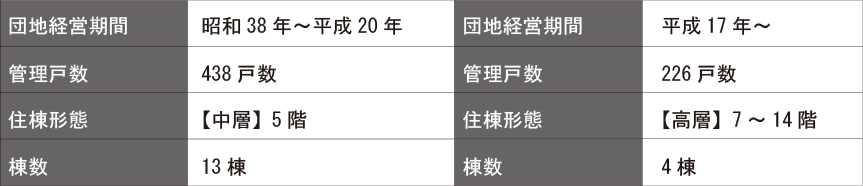 団地経営期間 昭和 38 年～平成 20 年 団地経営期間 平成 17 年～
管理戸数 438 戸数 管理戸数 226 戸数
住棟形態 【中層】5 階 住棟形態 【高層】7 ～ 14 階
棟数 13 棟 棟数 4 棟